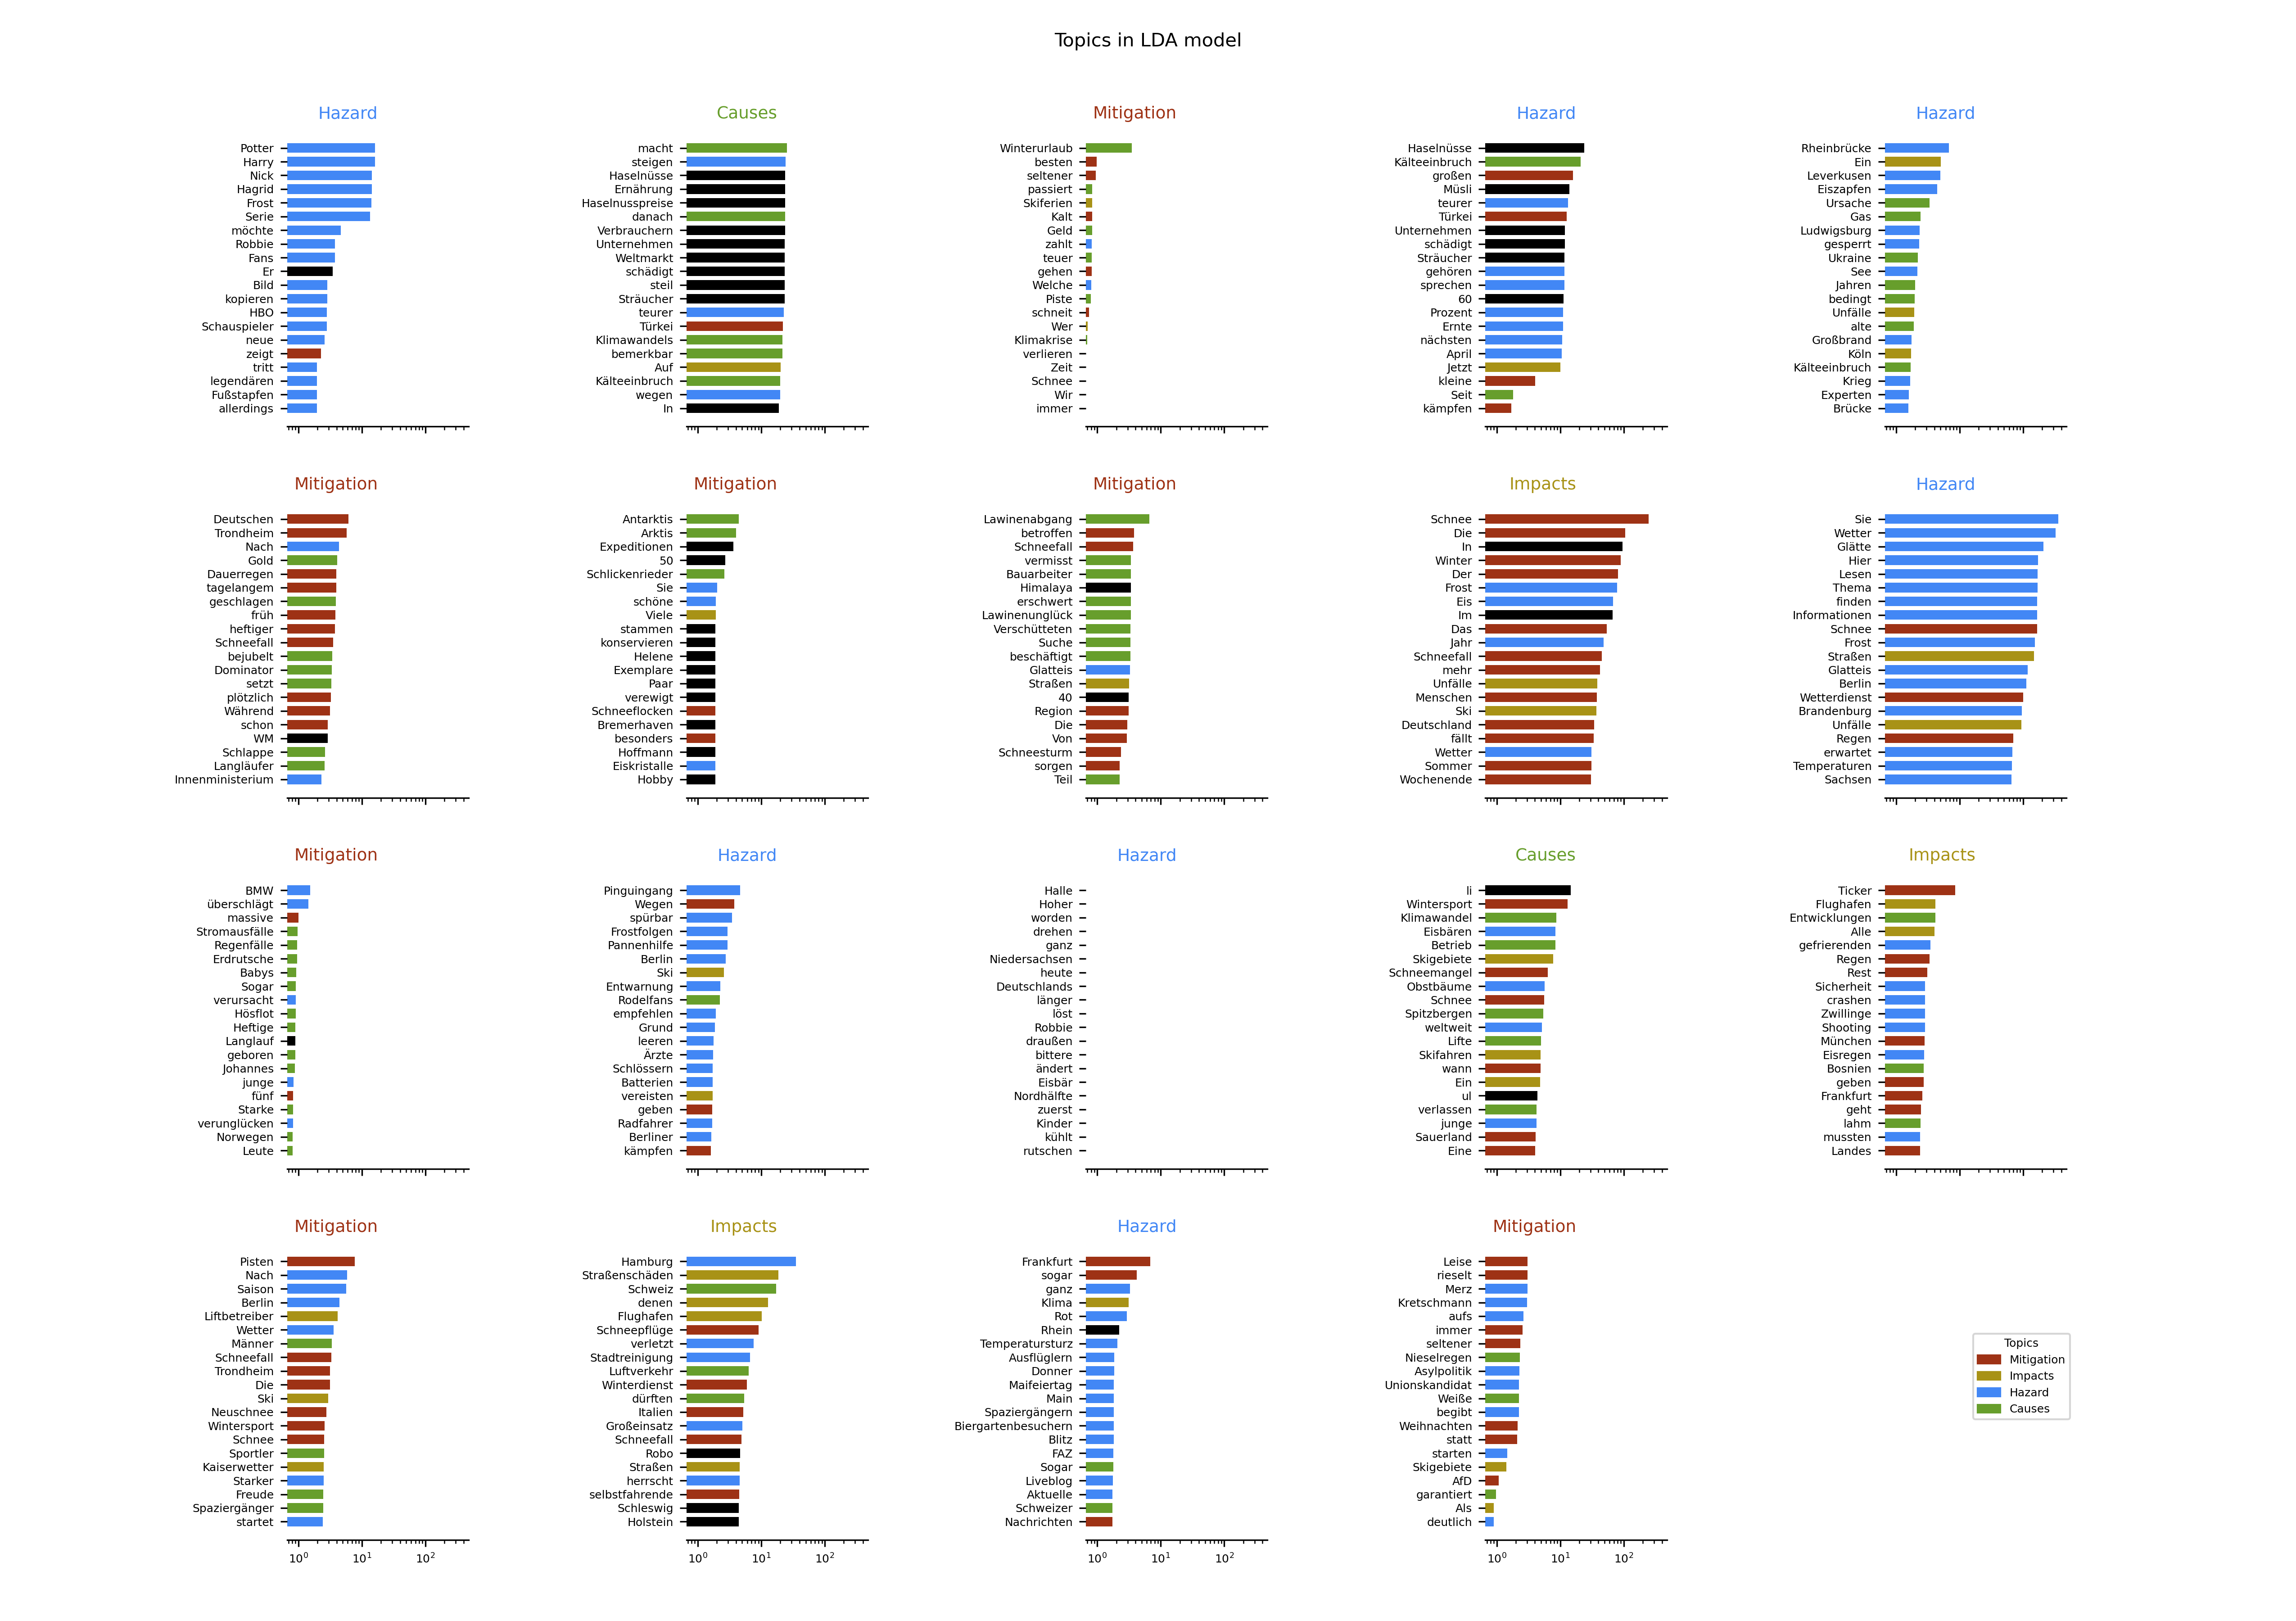 Topics in LDA model
Hazard
Potter
Harry
Nick
Hagrid
Frost
Serie
möchte
Robbie
Fans
Er
Bild
kopieren
HBO
Schauspieler
neue
zeigt
tritt
legendären
Fußstapfen
allerdings
Causes
macht
steigen
Haselnüsse
Ernährung
Haselnusspreise
danach
Verbrauchern
Unternehmen
Weltmarkt
schädigt
steil
Sträucher
teurer
Türkei
Klimawandels
bemerkbar
Auf
Kälteeinbruch
wegen
In
Mitigation
Winterurlaub
besten
seltener
passiert
Skiferien
Kalt
Geld
zahlt
teuer
gehen
Welche
Piste
schneit
Wer
Klimakrise
verlieren
Zeit
Schnee
Wir
immer
Hazard
Haselnüsse
Kälteeinbruch
großen
Müsli
teurer
Türkei
Unternehmen
schädigt
Sträucher
gehören
sprechen
60
Prozent
Ernte
nächsten
April
Jetzt
kleine
Seit
kämpfen
Hazard
Rheinbrücke
Ein
Leverkusen
Eiszapfen
Ursache
Gas
Ludwigsburg
gesperrt
Ukraine
See
Jahren
bedingt
Unfälle
alte
Großbrand
Köln
Kälteeinbruch
Krieg
Experten
Brücke
Mitigation
Deutschen
Trondheim
Nach
Gold
Dauerregen
tagelangem
geschlagen
früh
heftiger
Schneefall
bejubelt
Dominator
setzt
plötzlich
Während
schon
WM
Schlappe
Langläufer
Innenministerium
Mitigation
Antarktis
Arktis
Expeditionen
50
Schlickenrieder
Sie
schöne
Viele
stammen
konservieren
Helene
Exemplare
Paar
verewigt
Schneeflocken
Bremerhaven
besonders
Hoffmann
Eiskristalle
Hobby
Mitigation
Lawinenabgang
betroffen
Schneefall
vermisst
Bauarbeiter
Himalaya
erschwert
Lawinenunglück
Verschütteten
Suche
beschäftigt
Glatteis
Straßen
40
Region
Die
Von
Schneesturm
sorgen
Teil
Impacts
Schnee
Die
In
Winter
Der
Frost
Eis
Im
Das
Jahr
Schneefall
mehr
Unfälle
Menschen
Ski
Deutschland
fällt
Wetter
Sommer
Wochenende
Hazard
Sie
Wetter
Glätte
Hier
Lesen
Thema
finden
Informationen
Schnee
Frost
Straßen
Glatteis
Berlin
Wetterdienst
Brandenburg
Unfälle
Regen
erwartet
Temperaturen
Sachsen
Mitigation
BMW
überschlägt
massive
Stromausfälle
Regenfälle
Erdrutsche
Babys
Sogar
verursacht
Hösflot
Heftige
Langlauf
geboren
Johannes
junge
fünf
Starke
verunglücken
Norwegen
Leute
Hazard
Pinguingang
Wegen
spürbar
Frostfolgen
Pannenhilfe
Berlin
Ski
Entwarnung
Rodelfans
empfehlen
Grund
leeren
Ärzte
Schlössern
Batterien
vereisten
geben
Radfahrer
Berliner
kämpfen
Hazard
Halle
Hoher
worden
drehen
ganz
Niedersachsen
heute
Deutschlands
länger
löst
Robbie
draußen
bittere
ändert
Eisbär
Nordhälfte
zuerst
Kinder
kühlt
rutschen
Causes
li
Wintersport
Klimawandel
Eisbären
Betrieb
Skigebiete
Schneemangel
Obstbäume
Schnee
Spitzbergen
weltweit
Lifte
Skifahren
wann
Ein
ul
verlassen
junge
Sauerland
Eine
Impacts
Ticker
Flughafen
Entwicklungen
Alle
gefrierenden
Regen
Rest
Sicherheit
crashen
Zwillinge
Shooting
München
Eisregen
Bosnien
geben
Frankfurt
geht
lahm
mussten
Landes
Mitigation
Pisten
Nach
Saison
Berlin
Liftbetreiber
Wetter
Männer
Schneefall
Trondheim
Die
Ski
Neuschnee
Wintersport
Schnee
Sportler
Kaiserwetter
Starker
Freude
Spaziergänger
startet
10⁰ 10¹ 10²
Impacts
Hamburg
Straßenschäden
Schweiz
denen
Flughafen
Schneepflüge
verletzt
Stadtreinigung
Luftverkehr
Winterdienst
dürften
Italien
Großeinsatz
Schneefall
Robo
Straßen
herrscht
selbstfahrende
Schleswig
Holstein
10⁰ 10¹ 10²
Hazard
Frankfurt
sogar
ganz
Klima
Rot
Rhein
Temperatursturz
Ausflüglern
Donner
Maifeiertag
Main
Spaziergängern
Biergartenbesuchern
Blitz
FAZ
Sogar
Liveblog
Aktuelle
Schweizer
Nachrichten
10⁰ 10¹ 10²
Mitigation
Leise
rieselt
Merz
Kretschmann
aufs
immer
seltener
Nieselregen
Asylpolitik
Unionskandidat
Weiße
begibt
Weihnachten
statt
starten
Skigebiete
AfD
garantiert
Als
deutlich
10⁰ 10¹ 10²
Topics
Mitigation
Impacts
Hazard
Causes